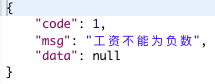 {
    "code": 1,
    "msg": "工资不能为负数",
    "data": null
}